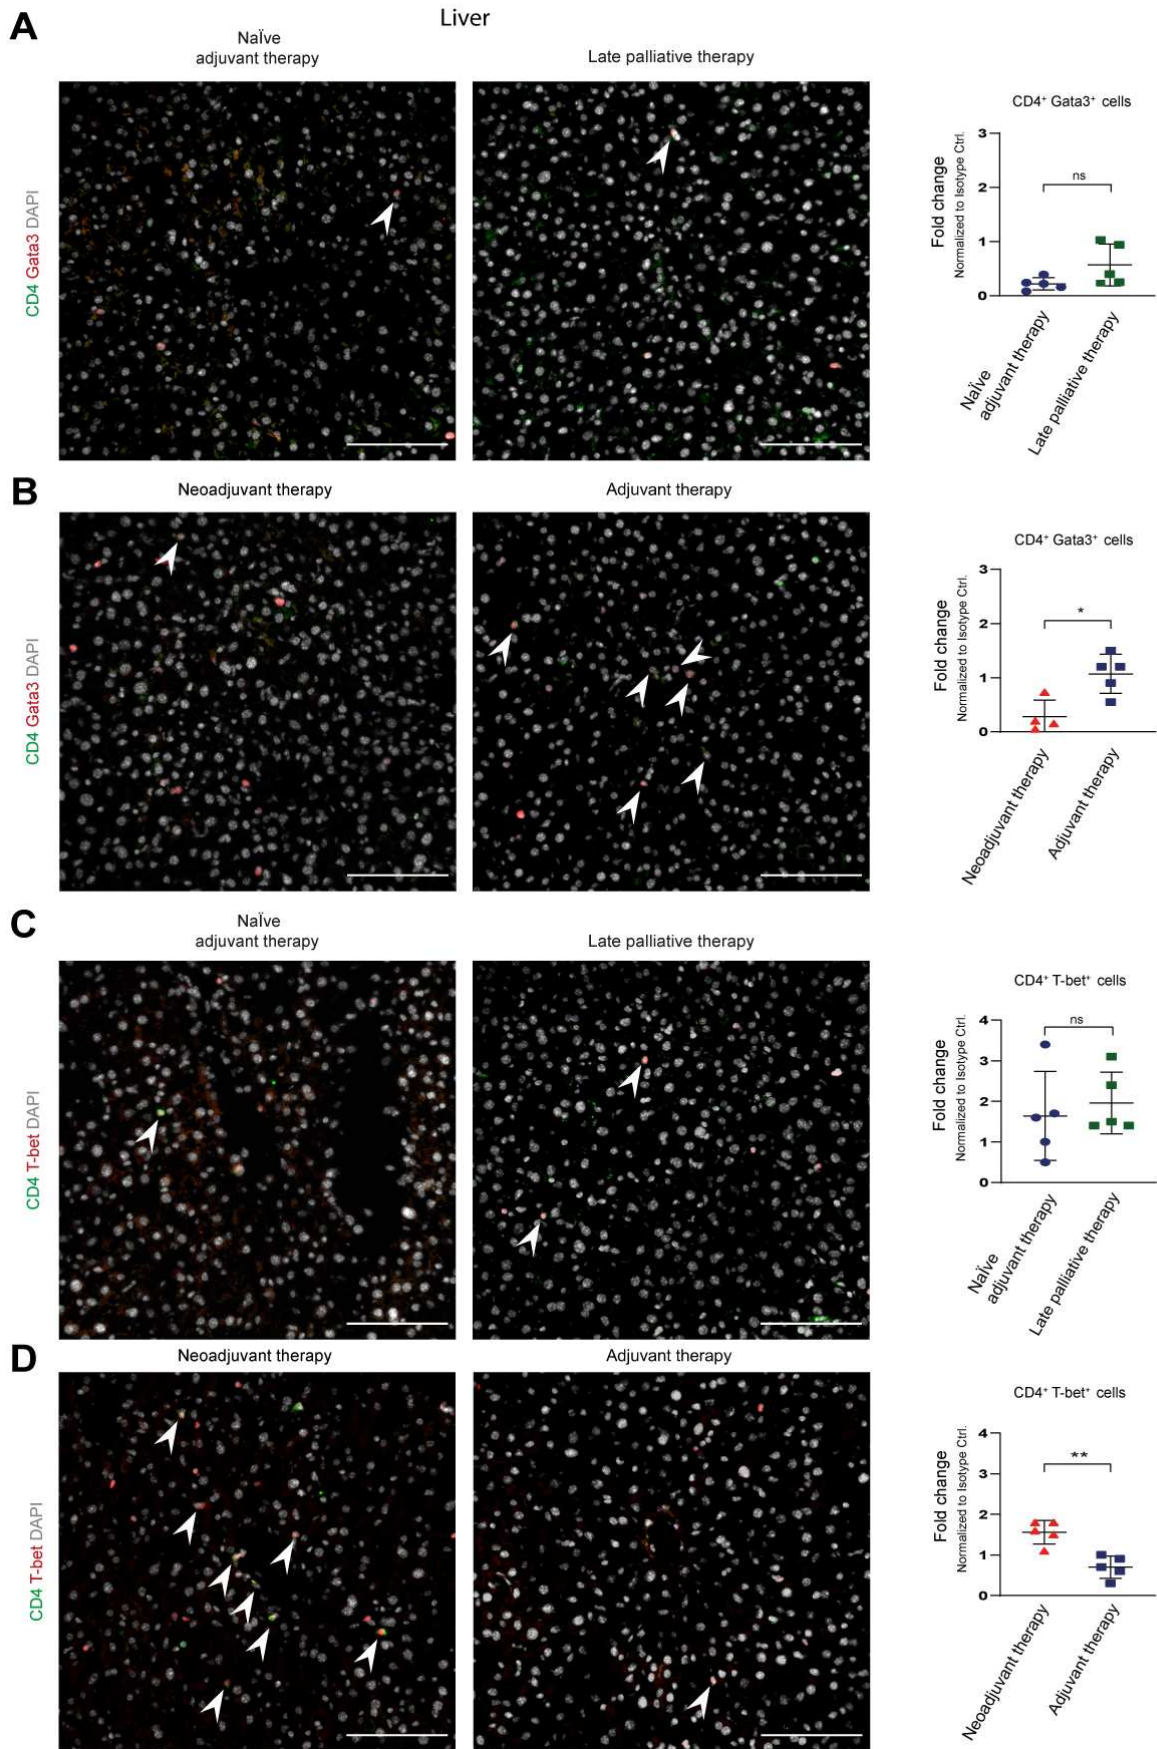 Liver
A
NaÏve
adjuvant therapy
Late palliative therapy
CD4 Gata3 DAPI
CD4⁺ Gata3⁺ cells
Fold change
Normalized to Isotype Ctrl.
3
2
1
0
ns
NaÏve
adjuvant therapy
Late palliative therapy
B
Neoadjuvant therapy
Adjuvant therapy
CD4 Gata3 DAPI
CD4⁺ Gata3⁺ cells
Fold change
Normalized to Isotype Ctrl.
3
2
1
0
*
Neoadjuvant therapy
Adjuvant therapy
C
NaÏve
adjuvant therapy
Late palliative therapy
CD4 T-bet DAPI
CD4⁺ T-bet⁺ cells
Fold change
Normalized to Isotype Ctrl.
4
3
2
1
0
ns
NaÏve
adjuvant therapy
Late palliative therapy
D
Neoadjuvant therapy
Adjuvant therapy
CD4 T-bet DAPI
CD4⁺ T-bet⁺ cells
Fold change
Normalized to Isotype Ctrl.
4
3
2
1
0
**
Neoadjuvant therapy
Adjuvant therapy